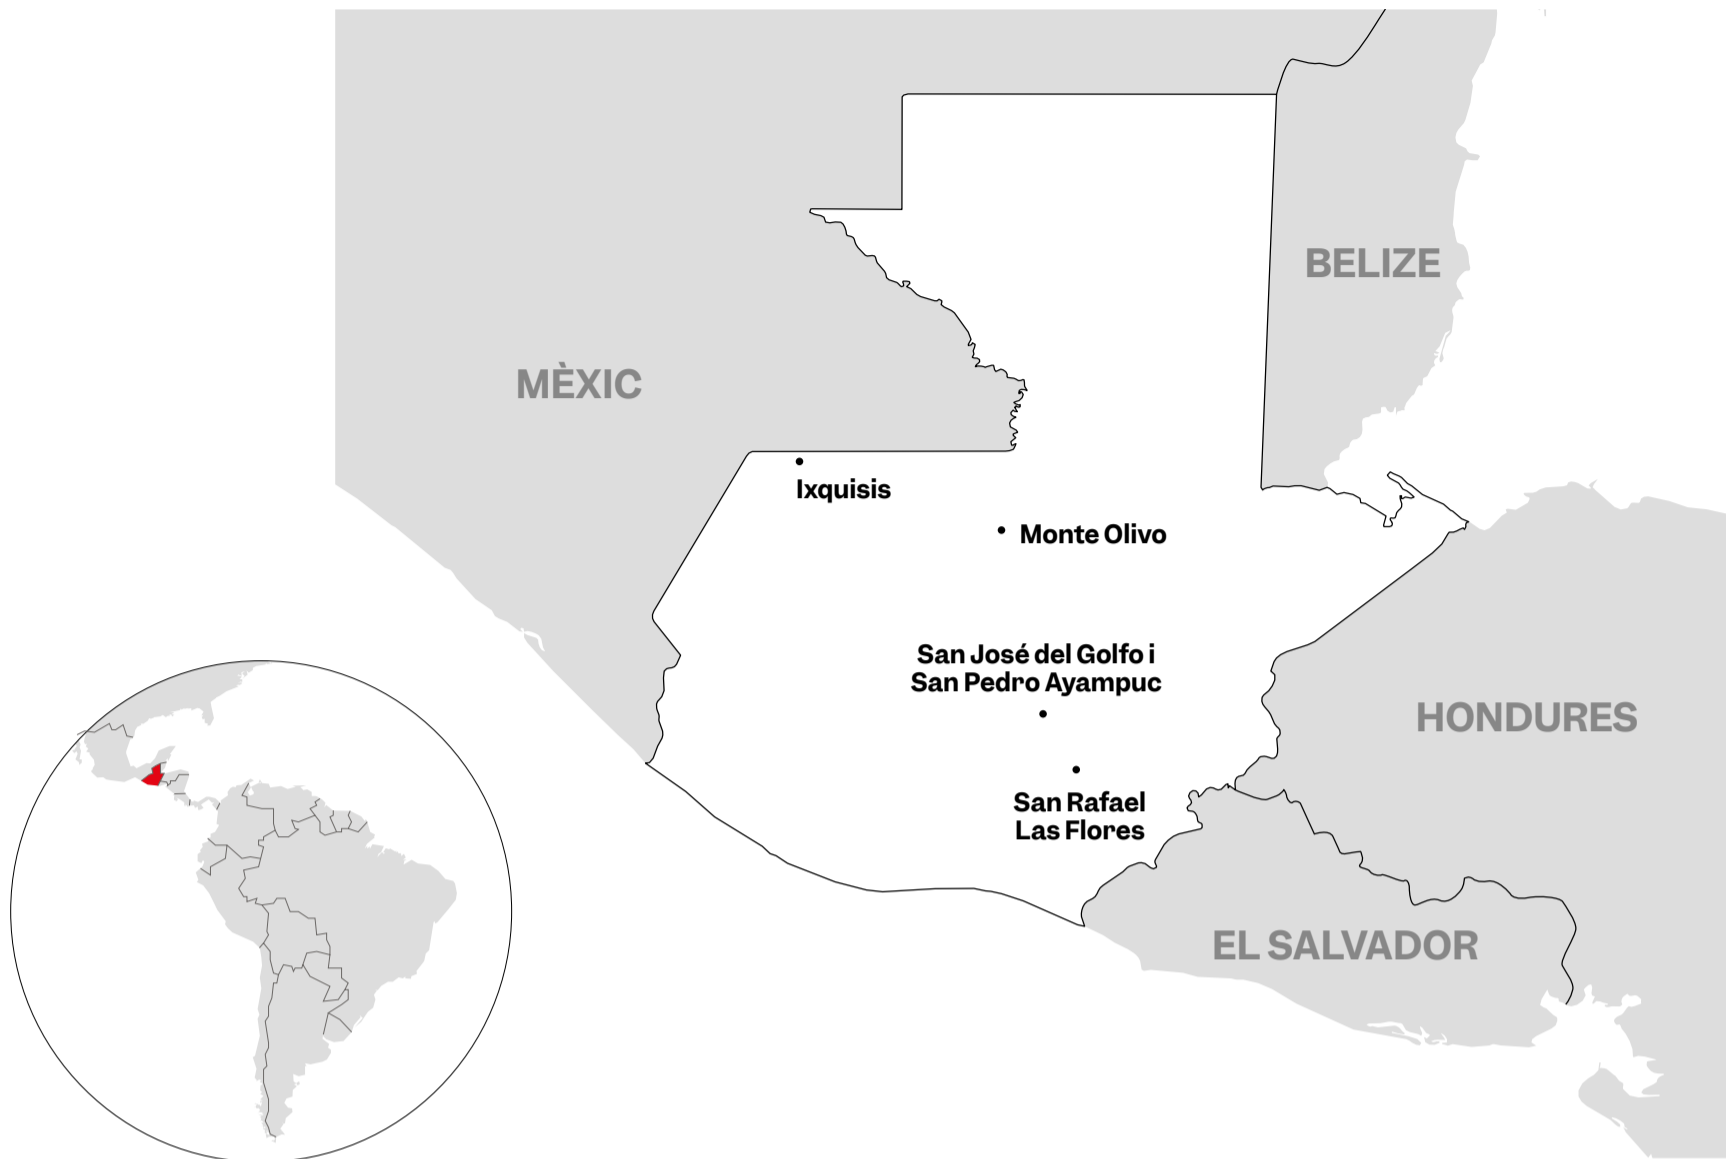 BELIZE
MÈXIC
Ixquisis
Monte Olivo
San José del Golfo i
San Pedro Ayampuc
HONDURES
San Rafael
Las Flores
EL SALVADOR